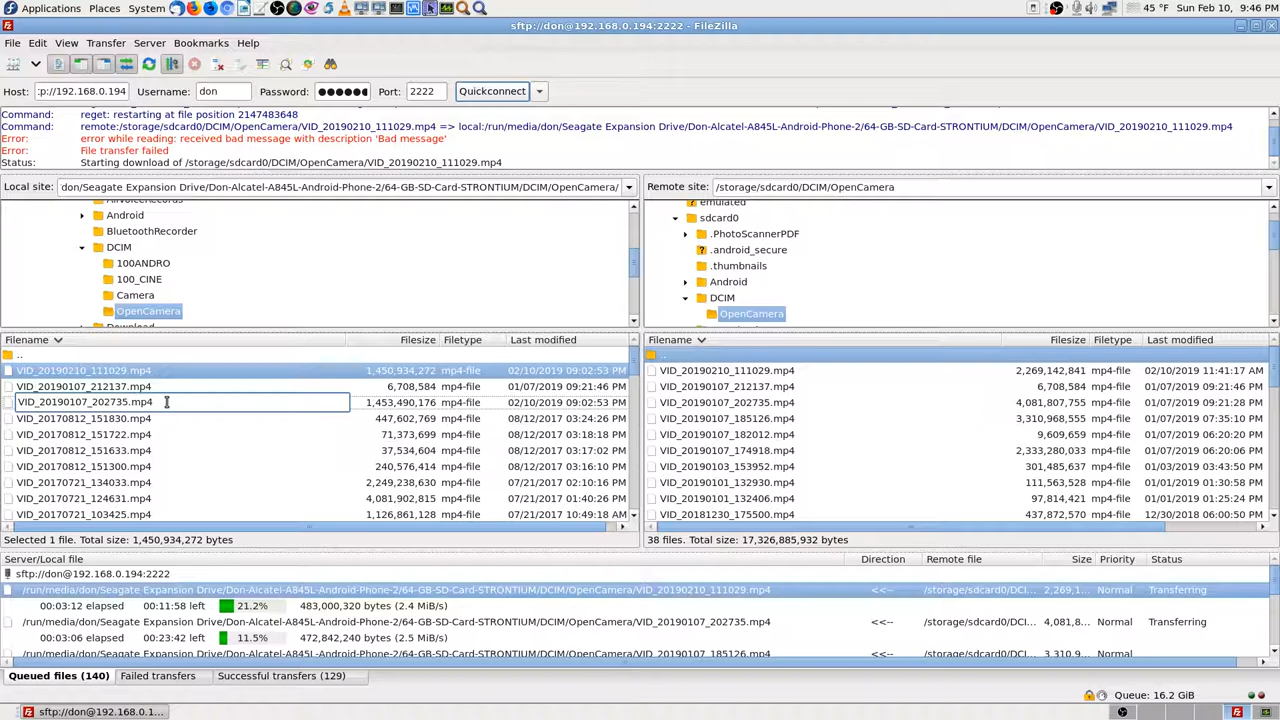 Applications Places System 45 °F Sun Feb 10, 9:46 PM
sftp://don@192.168.0.194:2222 - FileZilla
File Edit View Transfer Server Bookmarks Help
Host: :p://192.168.0.194 Username: don Password: ●●●●●● Port: 2222 Quickconnect
Command: reget: restarting at file position 2147483648
Command: remote:/storage/sdcard0/DCIM/OpenCamera/VID_20190210_111029.mp4 => local:/run/media/don/Seagate Expansion Drive/Don-Alcatel-A845L-Android-Phone-2/64-GB-SD-Card-STRONTIUM/DCIM/OpenCamera/VID_20190210_111029.mp4
Error: error while reading: received bad message with description 'Bad message'
Error: File transfer failed
Status: Starting download of /storage/sdcard0/DCIM/OpenCamera/VID_20190210_111029.mp4
Local site: don/Seagate Expansion Drive/Don-Alcatel-A845L-Android-Phone-2/64-GB-SD-Card-STRONTIUM/DCIM/OpenCamera/
AllVoiceRecords
Android
BluetoothRecorder
DCIM
100ANDRO
100_CINE
Camera
OpenCamera
Download
Remote site: /storage/sdcard0/DCIM/OpenCamera
emulated
sdcard0
.PhotoScannerPDF
.android_secure
.thumbnails
Android
DCIM
OpenCamera
Filename Filesize Filetype Last modified
..
VID_20190210_111029.mp4 1,450,934,272 mp4-file 02/10/2019 09:02:53 PM
VID_20190107_212137.mp4 6,708,584 mp4-file 01/07/2019 09:21:46 PM
VID_20190107_202735.mp4 1,453,490,176 mp4-file 02/10/2019 09:02:53 PM
VID_20170812_151830.mp4 447,602,769 mp4-file 08/12/2017 03:24:26 PM
VID_20170812_151722.mp4 71,373,699 mp4-file 08/12/2017 03:18:18 PM
VID_20170812_151633.mp4 37,534,604 mp4-file 08/12/2017 03:17:02 PM
VID_20170812_151300.mp4 240,576,414 mp4-file 08/12/2017 03:16:10 PM
VID_20170721_134033.mp4 2,249,238,630 mp4-file 07/21/2017 02:10:16 PM
VID_20170721_124631.mp4 4,081,902,815 mp4-file 07/21/2017 01:40:26 PM
VID_20170721_103425.mp4 1,126,861,128 mp4-file 07/21/2017 10:49:18 AM
Selected 1 file. Total size: 1,450,934,272 bytes
Filename Filesize Filetype Last modified
..
VID_20190210_111029.mp4 2,269,142,841 mp4-file 02/10/2019 11:41:17 AM
VID_20190107_212137.mp4 6,708,584 mp4-file 01/07/2019 09:21:46 PM
VID_20190107_202735.mp4 4,081,807,755 mp4-file 01/07/2019 09:21:28 PM
VID_20190107_185126.mp4 3,310,968,555 mp4-file 01/07/2019 07:35:10 PM
VID_20190107_182012.mp4 9,609,659 mp4-file 01/07/2019 06:20:20 PM
VID_20190107_174918.mp4 2,333,280,033 mp4-file 01/07/2019 06:20:06 PM
VID_20190103_153952.mp4 301,485,637 mp4-file 01/03/2019 03:43:50 PM
VID_20190101_132930.mp4 111,563,528 mp4-file 01/01/2019 01:30:58 PM
VID_20190101_132406.mp4 97,814,421 mp4-file 01/01/2019 01:25:24 PM
VID_20181230_175500.mp4 437,872,570 mp4-file 12/30/2018 06:00:50 PM
38 files. Total size: 17,326,885,932 bytes
Server/Local file Direction Remote file Size Priority Status
sftp://don@192.168.0.194:2222
/run/media/don/Seagate Expansion Drive/Don-Alcatel-A845L-Android-Phone-2/64-GB-SD-Card-STRONTIUM/DCIM/OpenCamera/VID_20190210_111029.mp4 <<-- /storage/sdcard0/DCI... 2,269,1... Normal Transferring
00:03:12 elapsed 00:11:58 left 21.2% 483,000,320 bytes (2.4 MiB/s)
/run/media/don/Seagate Expansion Drive/Don-Alcatel-A845L-Android-Phone-2/64-GB-SD-Card-STRONTIUM/DCIM/OpenCamera/VID_20190107_202735.mp4 <<-- /storage/sdcard0/DCI... 4,081,8... Normal Transferring
00:03:06 elapsed 00:23:42 left 11.5% 472,842,240 bytes (2.5 MiB/s)
/run/media/don/Seagate Expansion Drive/Don-Alcatel-A845L-Android-Phone-2/64-GB-SD-Card-STRONTIUM/DCIM/OpenCamera/VID_20190107_185126.mp4 <<-- /storage/sdcard0/DCI... 3,310,9... Normal
Queued files (140) Failed transfers Successful transfers (129)
Queue: 16.2 GiB
sftp://don@192.168.0.1...